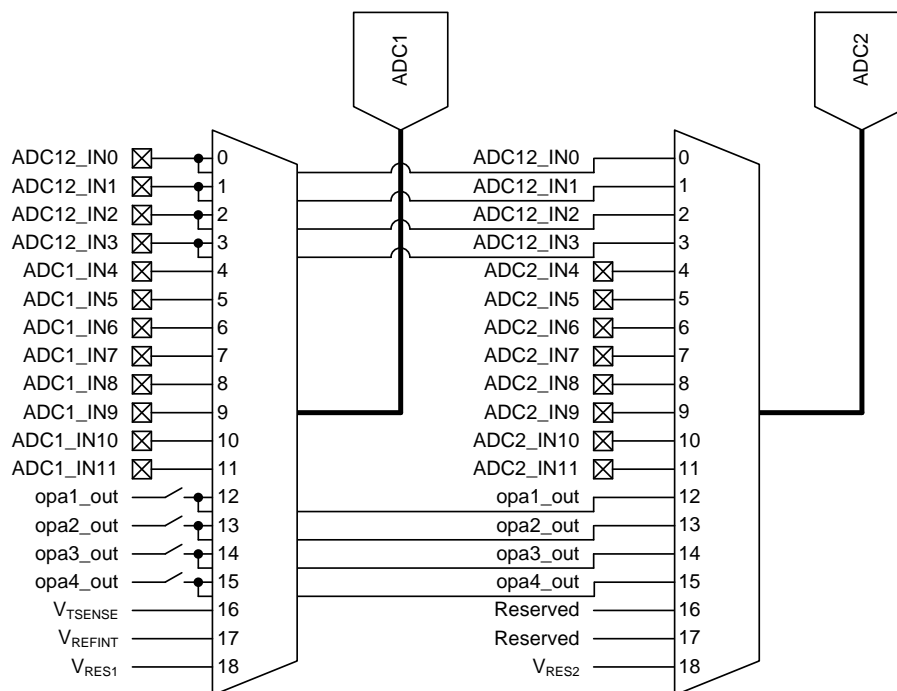 ADC1
ADC2
ADC12_IN0 0 ADC12_IN0 0
ADC12_IN1 1 ADC12_IN1 1
ADC12_IN2 2 ADC12_IN2 2
ADC12_IN3 3 ADC12_IN3 3
ADC1_IN4 4 ADC2_IN4 4
ADC1_IN5 5 ADC2_IN5 5
ADC1_IN6 6 ADC2_IN6 6
ADC1_IN7 7 ADC2_IN7 7
ADC1_IN8 8 ADC2_IN8 8
ADC1_IN9 9 ADC2_IN9 9
ADC1_IN10 10 ADC2_IN10 10
ADC1_IN11 11 ADC2_IN11 11
opa1_out 12 opa1_out 12
opa2_out 13 opa2_out 13
opa3_out 14 opa3_out 14
opa4_out 15 opa4_out 15
VTSENSE 16 Reserved 16
VREFINT 17 Reserved 17
VRES1 18 VRES2 18